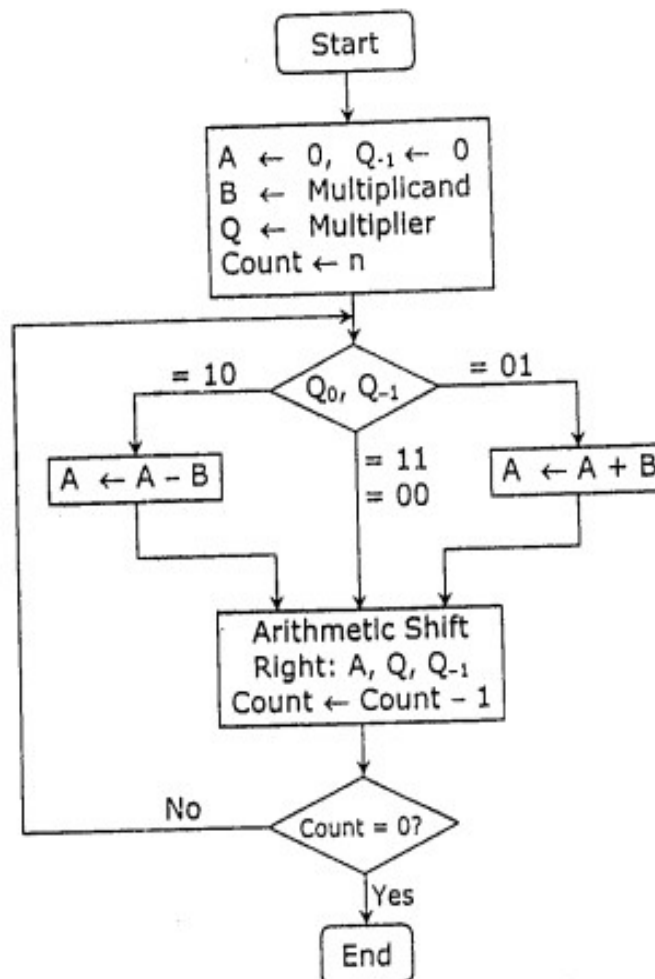 Start
A ← 0, Q₋₁ ← 0
B ← Multiplicand
Q ← Multiplier
Count ← n
= 10
Q₀, Q₋₁
= 01
A ← A – B
= 11
= 00
A ← A + B
Arithmetic Shift
Right: A, Q, Q₋₁
Count ← Count – 1
No
Count = 0?
Yes
End